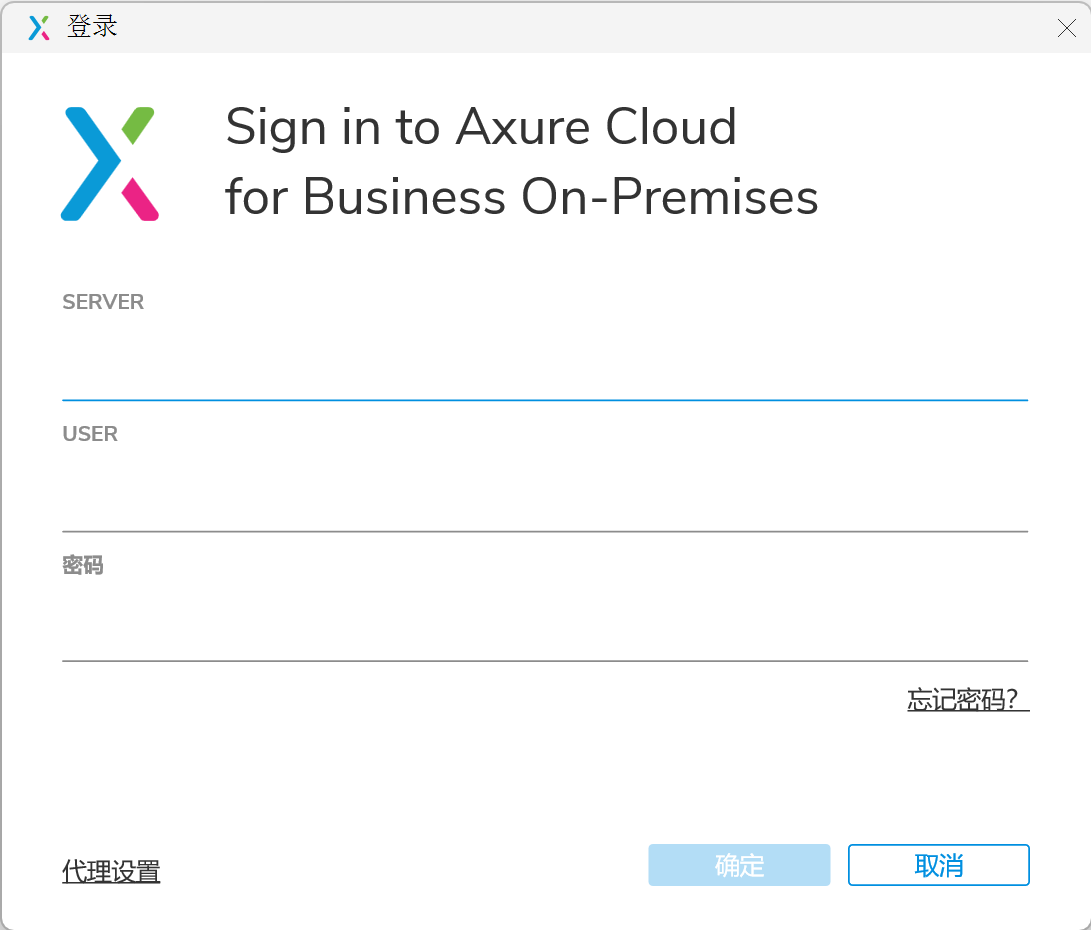 登录
Sign in to Axure Cloud
for Business On-Premises
SERVER
USER
密码
忘记密码？
代理设置
确定
取消